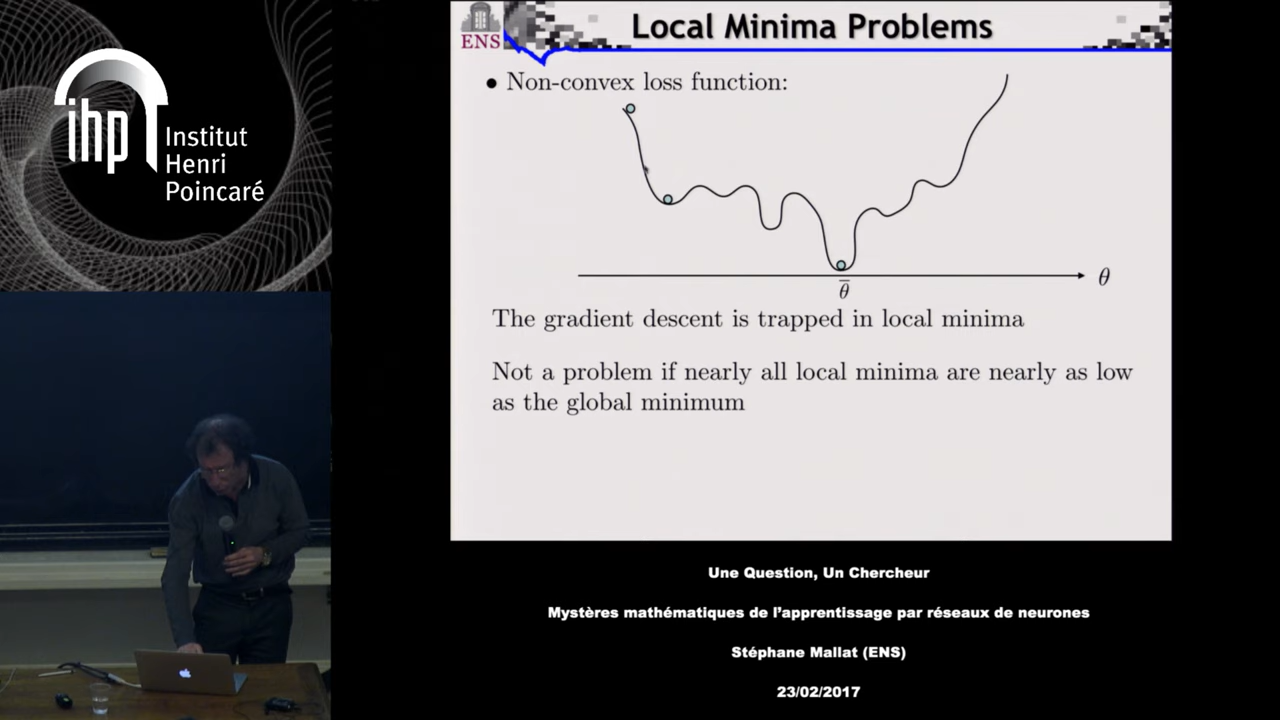 ihp
Institut
Henri
Poincaré
ENS
Local Minima Problems
• Non-convex loss function:
θ
θ̅
The gradient descent is trapped in local minima
Not a problem if nearly all local minima are nearly as low
as the global minimum
Une Question, Un Chercheur
Mystères mathématiques de l'apprentissage par réseaux de neurones
Stéphane Mallat (ENS)
23/02/2017